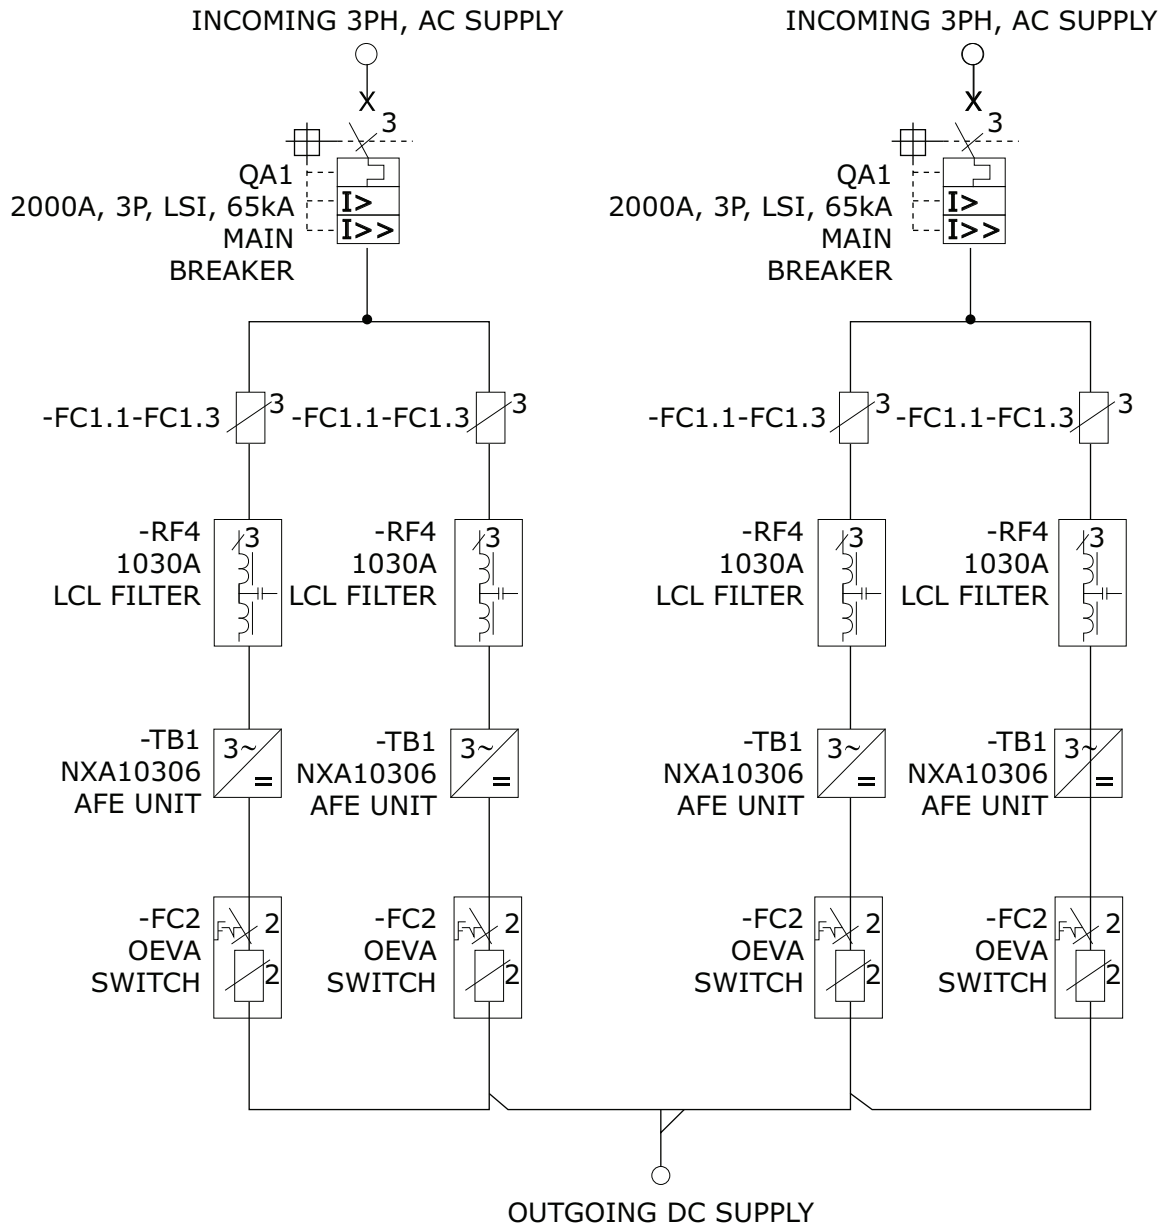 INCOMING 3PH, AC SUPPLY
INCOMING 3PH, AC SUPPLY
X
3
QA1
2000A, 3P, LSI, 65kA
MAIN
BREAKER
I>
I>>
X
3
QA1
2000A, 3P, LSI, 65kA
MAIN
BREAKER
I>
I>>
-FC1.1-FC1.3
3
-FC1.1-FC1.3
3
-FC1.1-FC1.3
3
-FC1.1-FC1.3
3
-RF4
1030A
LCL FILTER
3
-RF4
1030A
LCL FILTER
3
-RF4
1030A
LCL FILTER
3
-RF4
1030A
LCL FILTER
3
-TB1
NXA10306
AFE UNIT
3~
=
-TB1
NXA10306
AFE UNIT
3~
=
-TB1
NXA10306
AFE UNIT
3~
=
-TB1
NXA10306
AFE UNIT
3~
=
-FC2
OEVA
SWITCH
2
2
-FC2
OEVA
SWITCH
2
2
-FC2
OEVA
SWITCH
2
2
-FC2
OEVA
SWITCH
2
2
OUTGOING DC SUPPLY